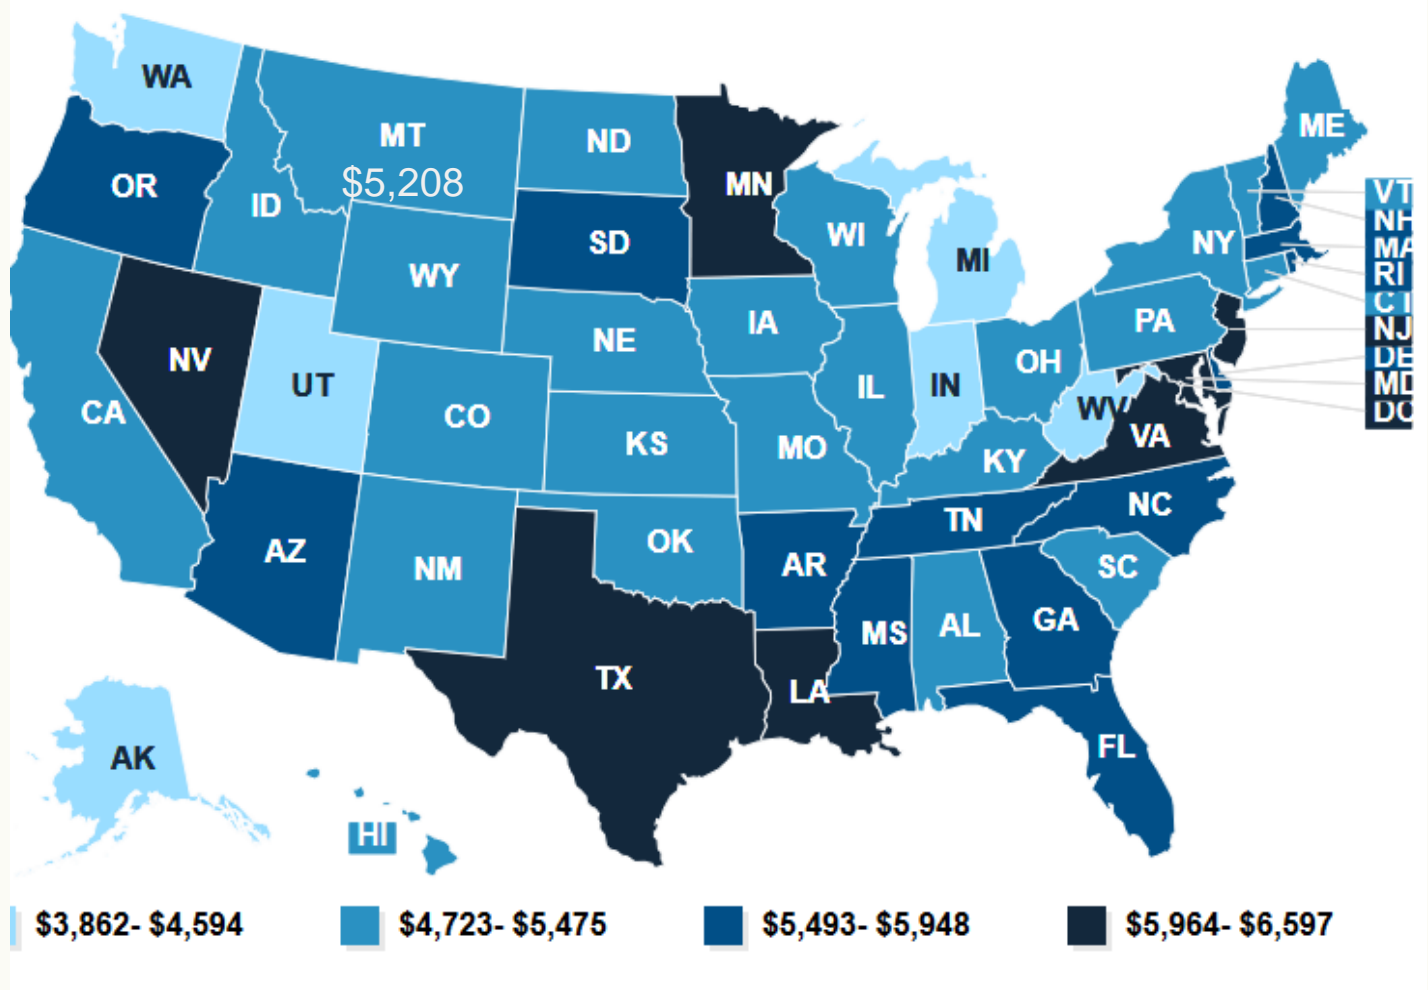 WA
MT
ND
MN
ME
$5,208
OR
ID
SD
WI
MI
NY
VT
NH
MA
RI
CT
NJ
DE
MD
DC
WY
NE
IA
PA
NV
UT
CO
IL
IN
OH
WV
VA
CA
KS
MO
KY
NC
TN
AZ
NM
OK
AR
SC
MS
AL
GA
TX
LA
FL
AK
HI
$3,862- $4,594
$4,723- $5,475
$5,493- $5,948
$5,964- $6,597